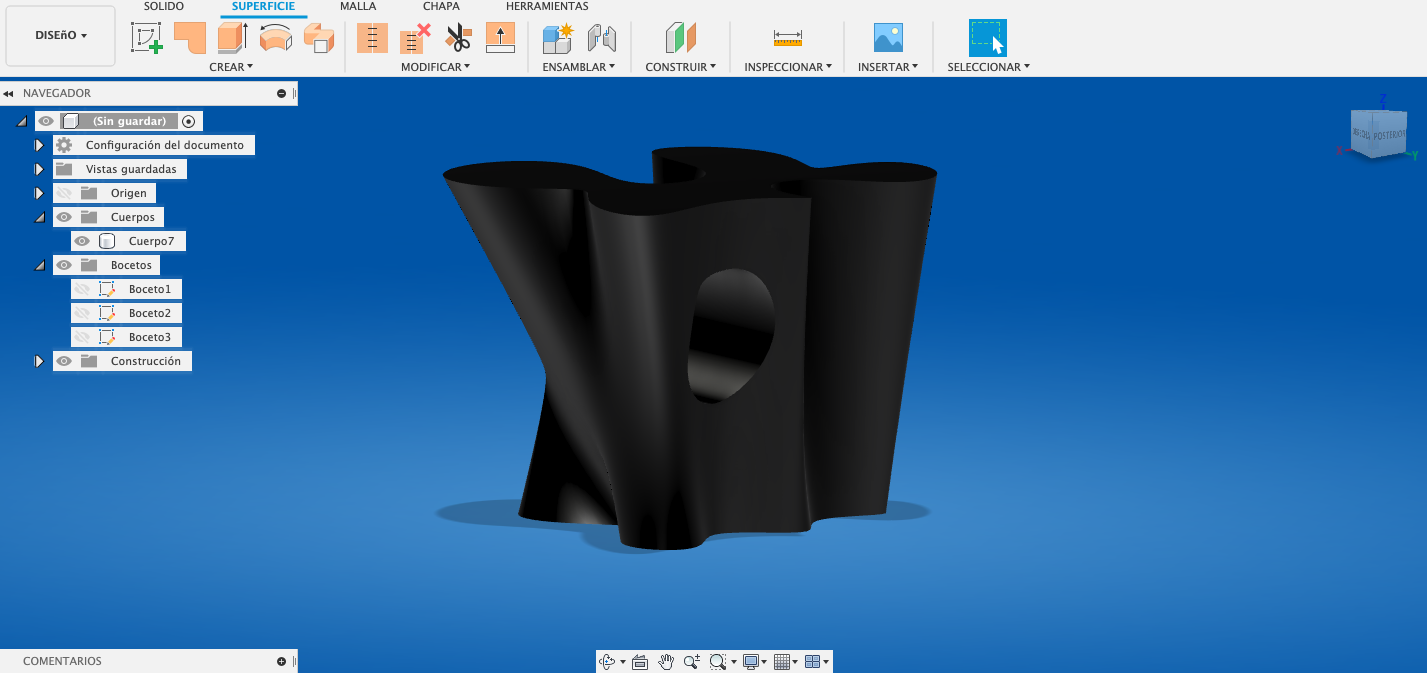 SOLIDO SUPERFICIE MALLA CHAPA HERRAMIENTAS
DISEñO
CREAR MODIFICAR ENSAMBLAR CONSTRUIR INSPECCIONAR INSERTAR SELECCIONAR
NAVEGADOR
(Sin guardar)
Configuración del documento
Vistas guardadas
Origen
Cuerpos
Cuerpo7
Bocetos
Boceto1
Boceto2
Boceto3
Construcción
Z
POSTERIOR
X
Y
COMENTARIOS